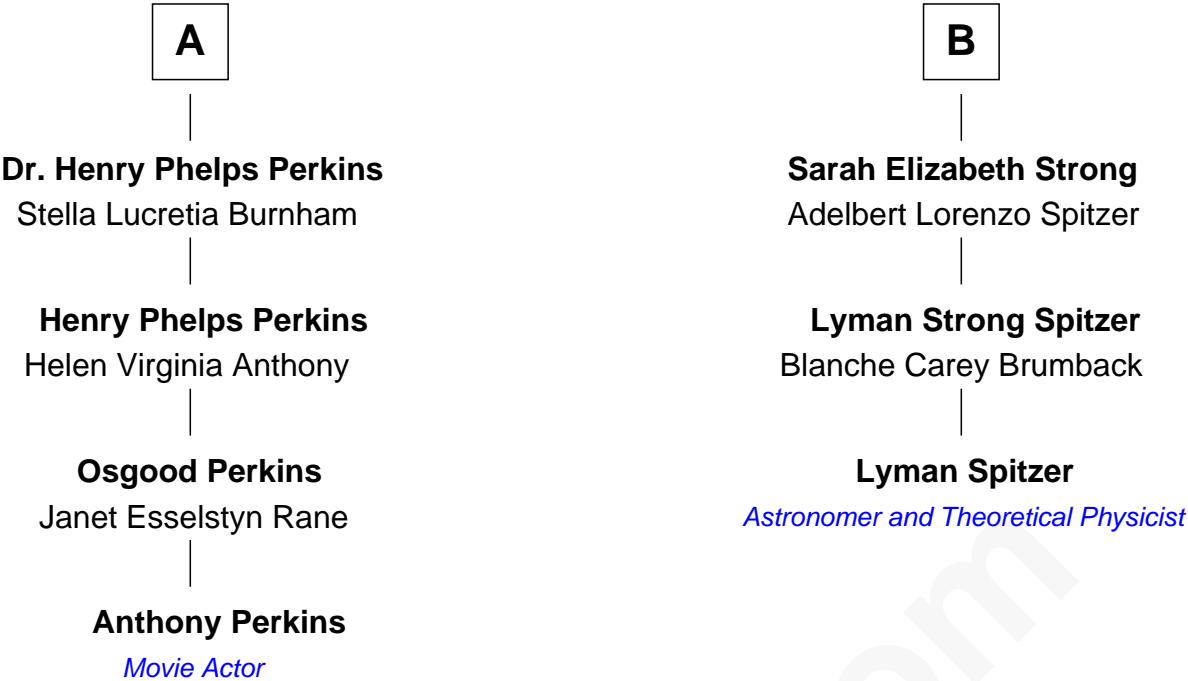 A
Dr. Henry Phelps Perkins
Stella Lucretia Burnham
Henry Phelps Perkins
Helen Virginia Anthony
Osgood Perkins
Janet Esselstyn Rane
Anthony Perkins
Movie Actor
B
Sarah Elizabeth Strong
Adelbert Lorenzo Spitzer
Lyman Strong Spitzer
Blanche Carey Brumback
Lyman Spitzer
Astronomer and Theoretical Physicist
om